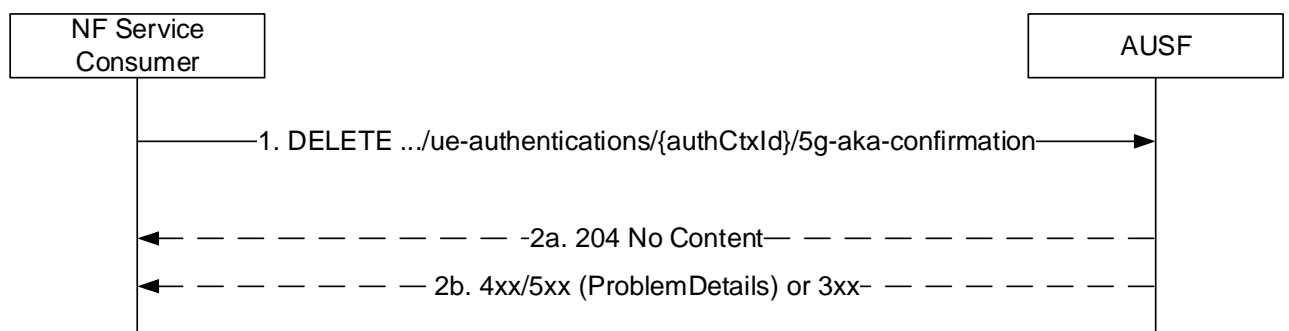 NF Service
Consumer
AUSF
1. DELETE .../ue-authentications/{authCtxId}/5g-aka-confirmation
2a. 204 No Content
2b. 4xx/5xx (ProblemDetails) or 3xx